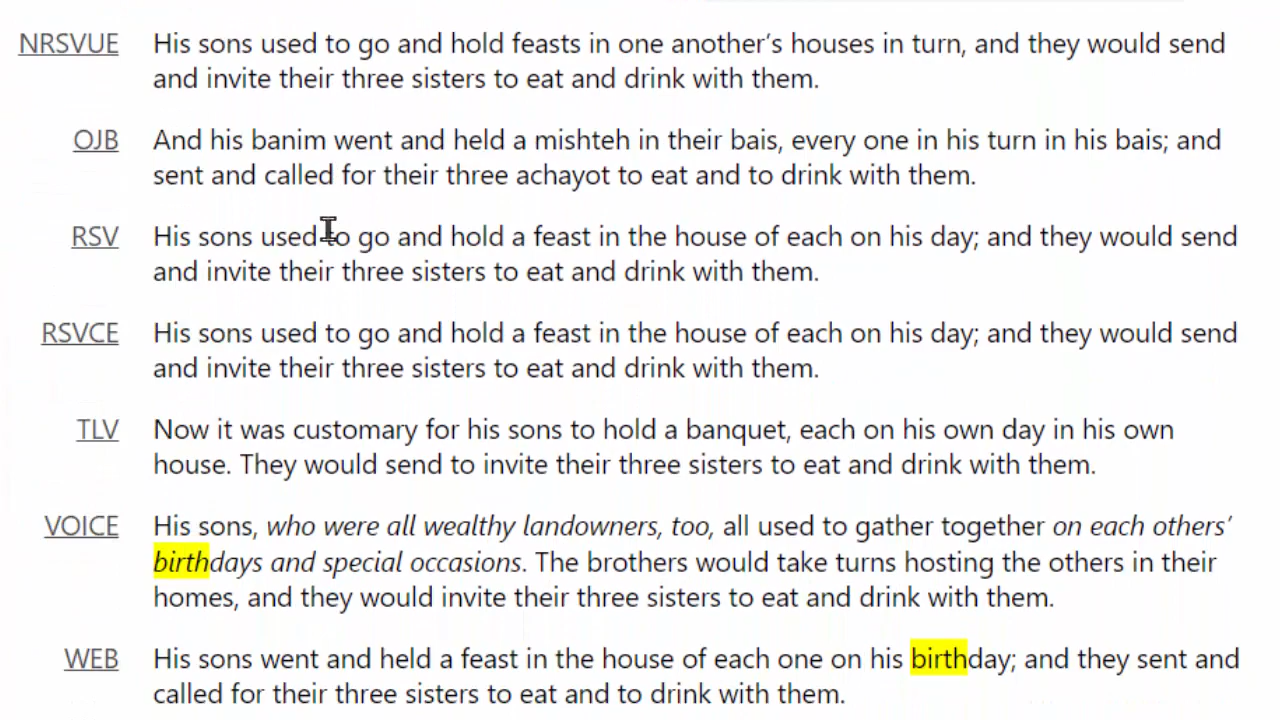 NRSVUE His sons used to go and hold feasts in one another’s houses in turn, and they would send
and invite their three sisters to eat and drink with them.
OJB And his banim went and held a mishteh in their bais, every one in his turn in his bais; and
sent and called for their three achayot to eat and to drink with them.
RSV His sons used to go and hold a feast in the house of each on his day; and they would send
and invite their three sisters to eat and drink with them.
RSVCE His sons used to go and hold a feast in the house of each on his day; and they would send
and invite their three sisters to eat and drink with them.
TLV Now it was customary for his sons to hold a banquet, each on his own day in his own
house. They would send to invite their three sisters to eat and drink with them.
VOICE His sons, who were all wealthy landowners, too, all used to gather together on each others’
birthdays and special occasions. The brothers would take turns hosting the others in their
homes, and they would invite their three sisters to eat and drink with them.
WEB His sons went and held a feast in the house of each one on his birthday; and they sent and
called for their three sisters to eat and to drink with them.